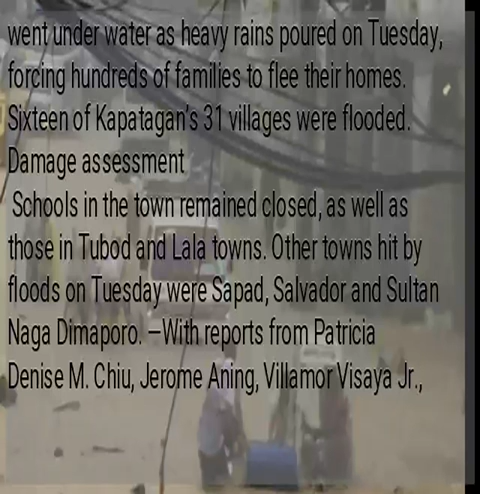 went under water as heavy rains poured on Tuesday,
forcing hundreds of families to flee their homes.
Sixteen of Kapatagan's 31 villages were flooded.
Damage assessment
Schools in the town remained closed, as well as
those in Tubod and Lala towns. Other towns hit by
floods on Tuesday were Sapad, Salvador and Sultan
Naga Dimaporo. —With reports from Patricia
Denise M. Chiu, Jerome Aning, Villamor Visaya Jr.,